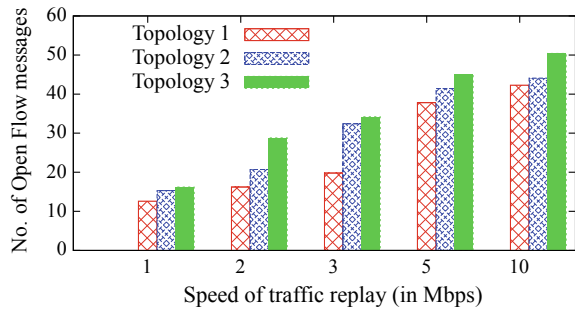 60
50
40
30
20
10
0
No. of Open Flow messages
Topology 1
Topology 2
Topology 3
1 2 3 5 10
Speed of traffic replay (in Mbps)